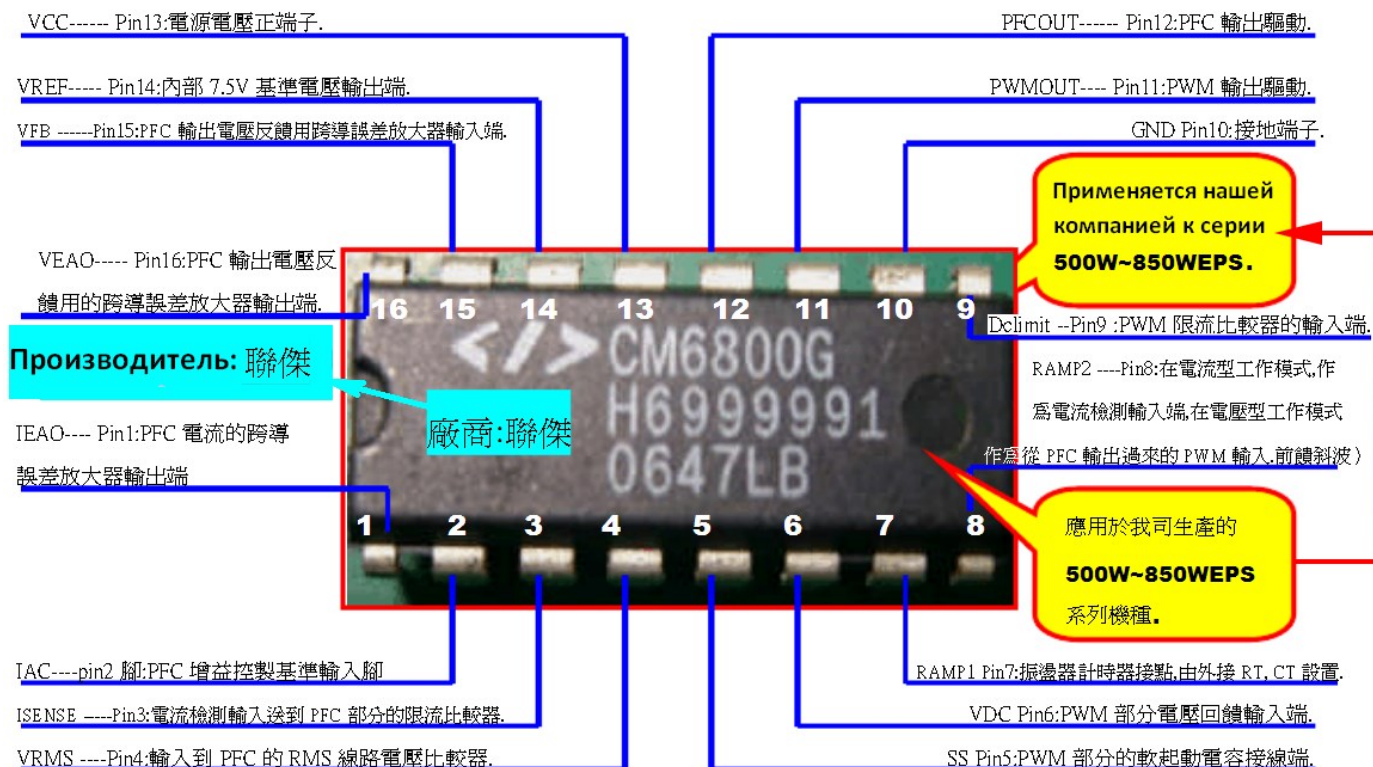 VCC------ Pin13:電源電壓正端子.
PFCOUT------ Pin12:PFC 輸出驅動.
VREF----- Pin14:內部 7.5V 基準電壓輸出端.
PWMOUT---- Pin11:PWM 輸出驅動.
VFB ------Pin15:PFC 輸出電壓反饋用跨導誤差放大器輸入端.
GND Pin10:接地端子.
Применяется нашей
компанией к серии
500W~850WEPS.
VEAO----- Pin16:PFC 輸出電壓反
饋用的跨導誤差放大器輸出端.
16 15 14 13 12 11 10 9
Dclimit --Pin9 :PWM 限流比較器的輸入端.
Производитель: 聯傑
廠商:聯傑
</> CM6800G
H6999991
0647LB
RAMP2 ----Pin8:在電流型工作模式,作
爲電流檢測輸入端,在電壓型工作模式
作爲從 PFC 輸出過來的 PWM 輸入.前饋斜波)
IEAO---- Pin1:PFC 電流的跨導
誤差放大器輸出端
1 2 3 4 5 6 7 8
應用於我司生產的
500W~850WEPS
系列機種.
IAC----pin2 腳:PFC 增益控製基準輸入腳
RAMP1 Pin7:振盪器計時器接點,由外接 RT, CT 設置.
ISENSE -----Pin3:電流檢測輸入送到 PFC 部分的限流比較器.
VDC Pin6:PWM 部分電壓回饋輸入端.
VRMS ----Pin4:輸入到 PFC 的 RMS 線路電壓比較器.
SS Pin5:PWM 部分的軟起動電容接線端.